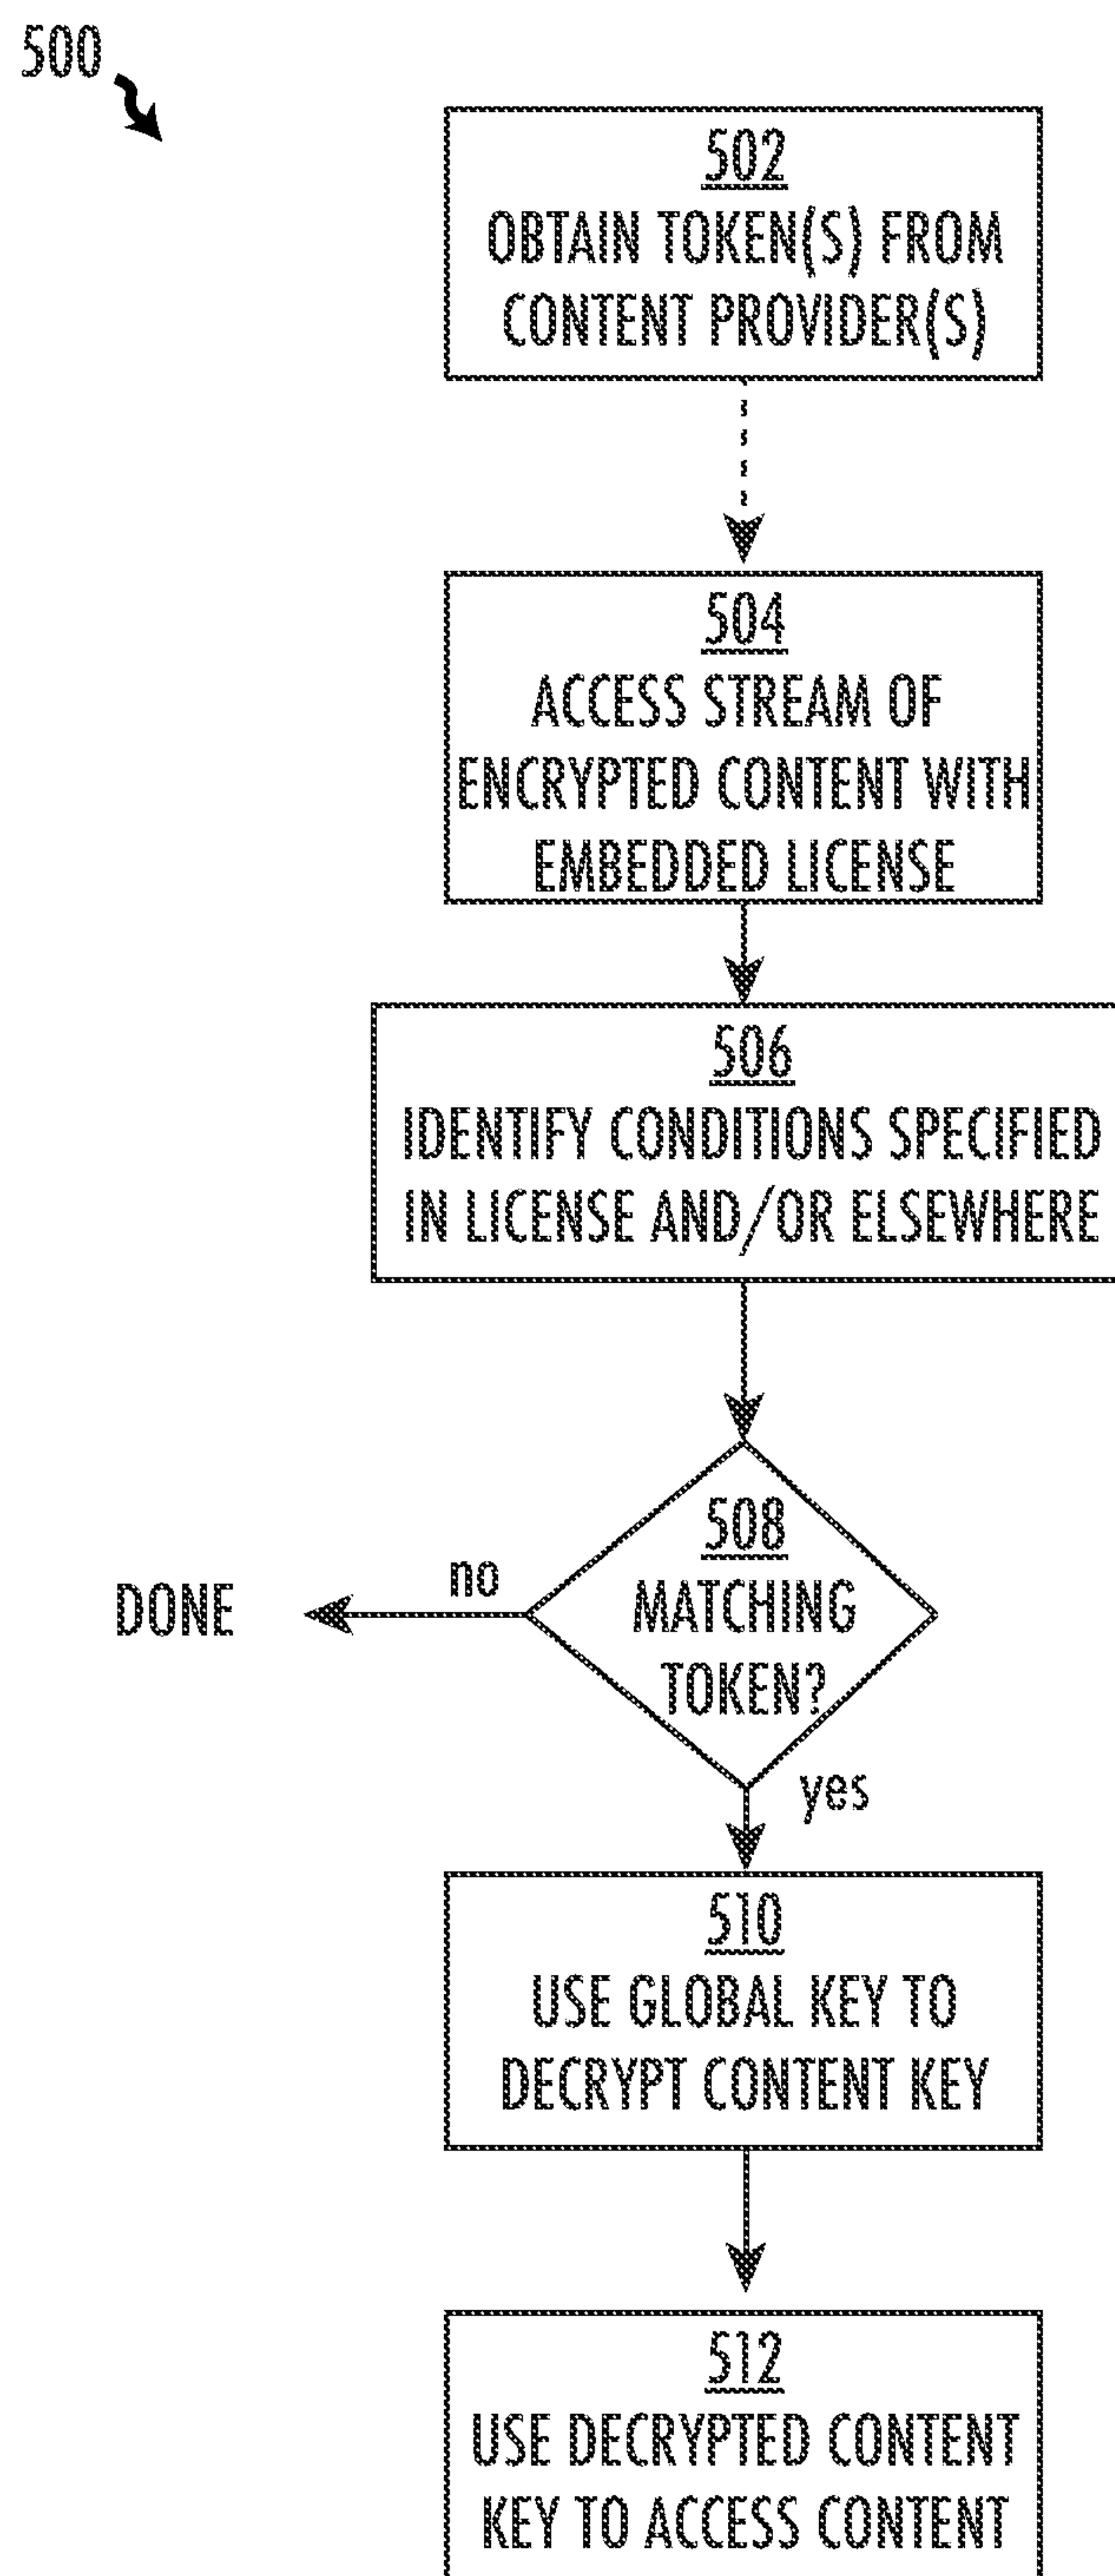 500
502
OBTAIN TOKEN(S) FROM
CONTENT PROVIDER(S)
504
ACCESS STREAM OF
ENCRYPTED CONTENT WITH
EMBEDDED LICENSE
506
IDENTIFY CONDITIONS SPECIFIED
IN LICENSE AND/OR ELSEWHERE
508
MATCHING
TOKEN?
no
DONE
yes
510
USE GLOBAL KEY TO
DECRYPT CONTENT KEY
512
USE DECRYPTED CONTENT
KEY TO ACCESS CONTENT